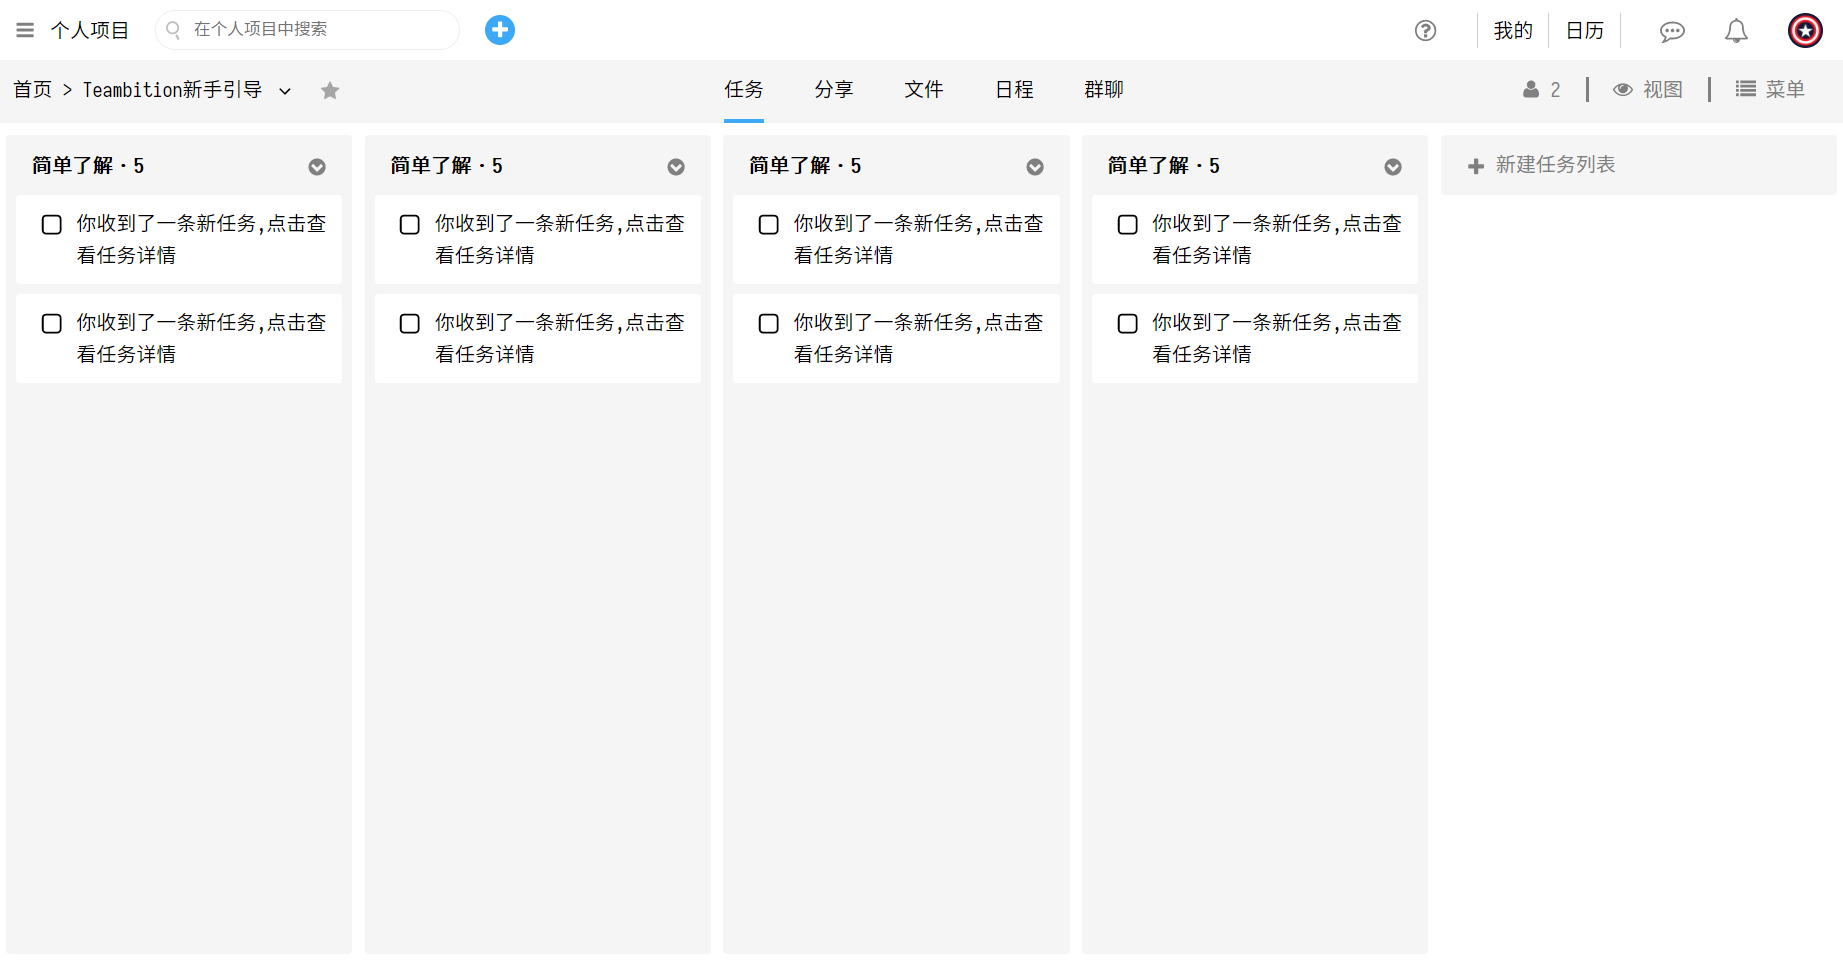 个人项目
在个人项目中搜索
我的
日历
首页 > Teambition新手引导
任务
分享
文件
日程
群聊
2
视图
菜单
简单了解·5
你收到了一条新任务,点击查
看任务详情
你收到了一条新任务,点击查
看任务详情
简单了解·5
你收到了一条新任务,点击查
看任务详情
你收到了一条新任务,点击查
看任务详情
简单了解·5
你收到了一条新任务,点击查
看任务详情
你收到了一条新任务,点击查
看任务详情
简单了解·5
你收到了一条新任务,点击查
看任务详情
你收到了一条新任务,点击查
看任务详情
新建任务列表